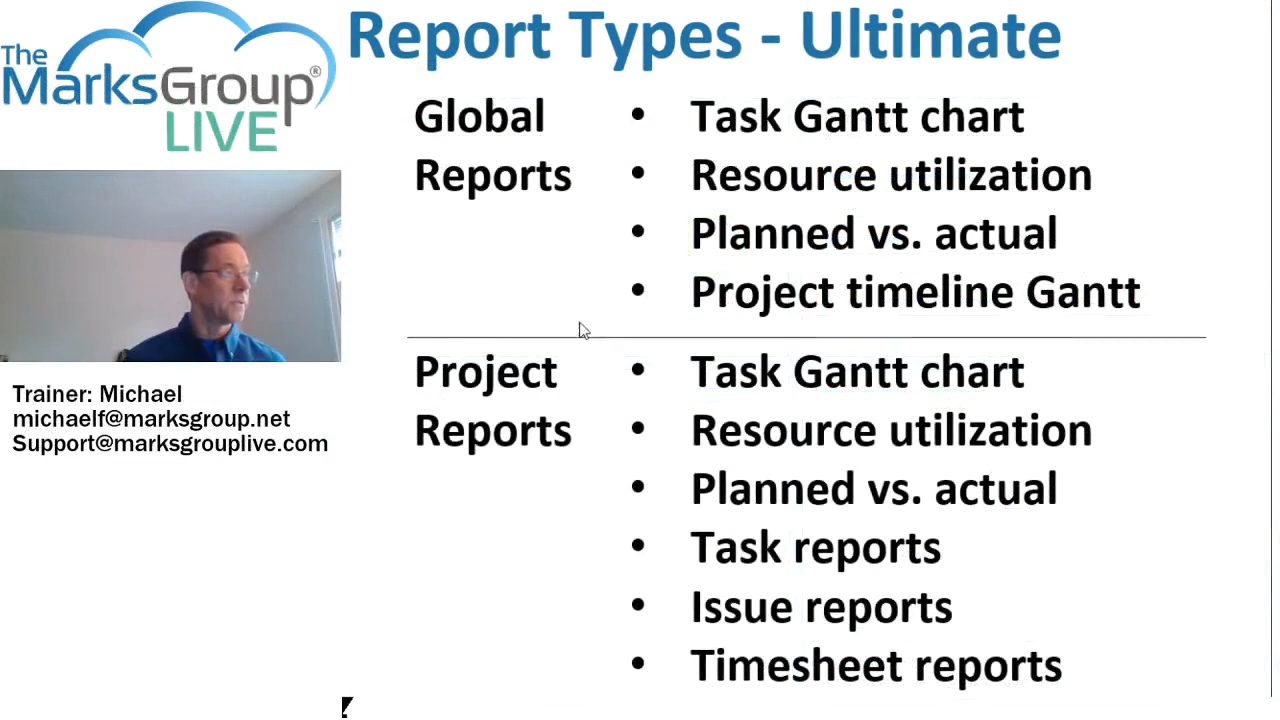 The
MarksGroup®
LIVE
Report Types - Ultimate
Global
Reports
• Task Gantt chart
• Resource utilization
• Planned vs. actual
• Project timeline Gantt
Project
Reports
• Task Gantt chart
• Resource utilization
• Planned vs. actual
• Task reports
• Issue reports
• Timesheet reports
Trainer: Michael
michaelf@marksgroup.net
Support@marksgrouplive.com